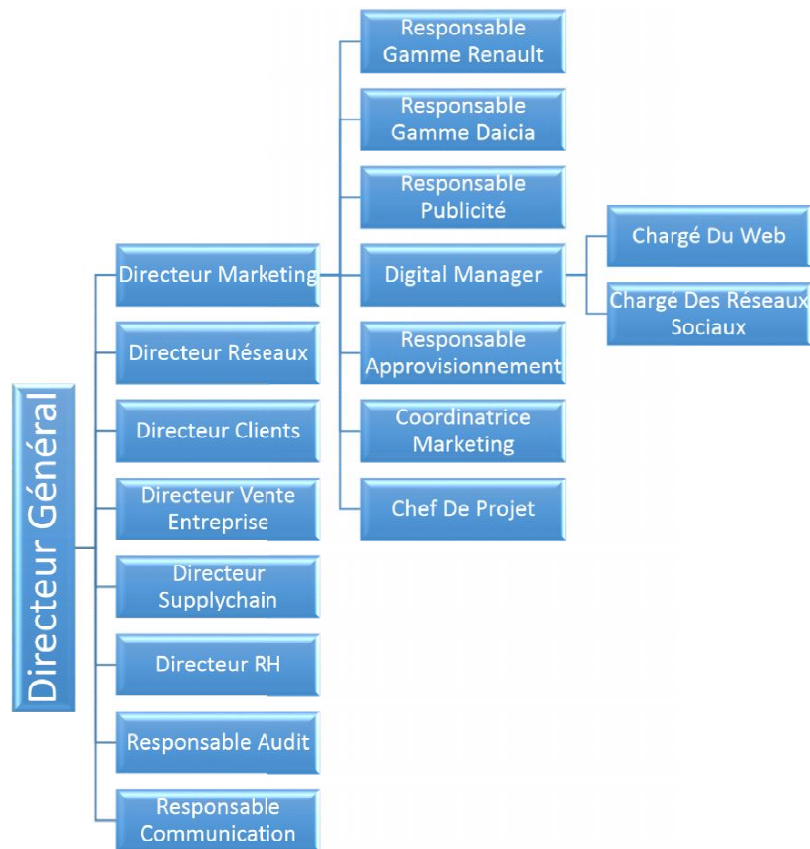 Directeur Général
Directeur Marketing
Responsable
Gamme Renault
Responsable
Gamme Daicia
Responsable
Publicité
Digital Manager
Chargé Du Web
Chargé Des Réseaux
Sociaux
Responsable
Approvisionnement
Coordinatrice
Marketing
Chef De Projet
Directeur Réseaux
Directeur Clients
Directeur Vente
Entreprise
Directeur
Supplychain
Directeur RH
Responsable Audit
Responsable
Communication